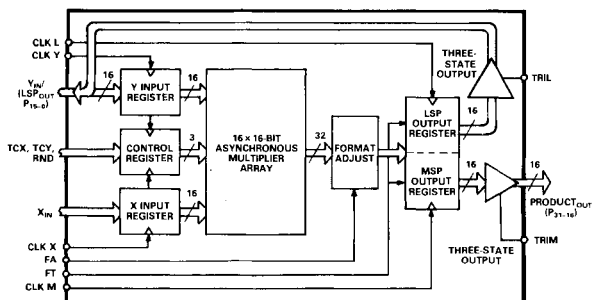 CLK L
CLK Y
16
THREE-
STATE
OUTPUT
TRIL
Y_IN/
(LSP_OUT
P_15-0)
16
Y INPUT
REGISTER
16
LSP
OUTPUT
REGISTER
16
TCX, TCY,
RND
CONTROL
REGISTER
3
16 × 16-BIT
ASYNCHRONOUS
MULTIPLIER
ARRAY
32
FORMAT
ADJUST
MSP
OUTPUT
REGISTER
16
16
PRODUCT_OUT
(P_31-16)
X_IN
X INPUT
REGISTER
16
CLK X
FA
FT
CLK M
THREE-STATE
OUTPUT
TRIM